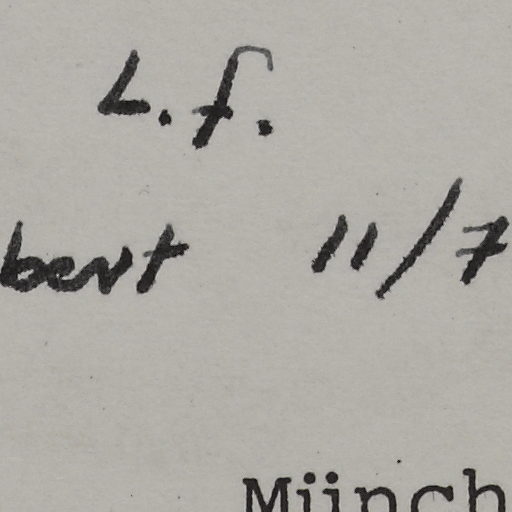 L.f.
bert 11/7
Münch